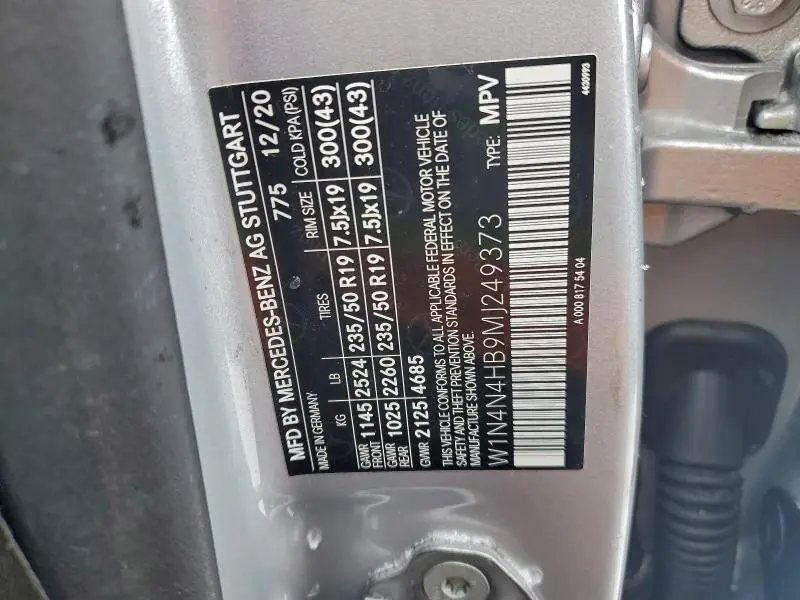 MFD BY MERCEDES-BENZ AG STUTTGART
MADE IN GERMANY 775 12/20
KG LB TIRES RIM SIZE COLD KPA (PSI)
GAWR FRONT 1145 2524 235/50 R19 7.5Jx19 300(43)
GAWR REAR 1025 2260 235/50 R19 7.5Jx19 300(43)
GVWR 2125 4685
THIS VEHICLE CONFORMS TO ALL APPLICABLE FEDERAL MOTOR VEHICLE
SAFETY AND THEFT PREVENTION STANDARDS IN EFFECT ON THE DATE OF
MANUFACTURE SHOWN ABOVE.
W1N4N4HB9MJ249373 TYPE: MPV
A 000 817 54 04
4430993